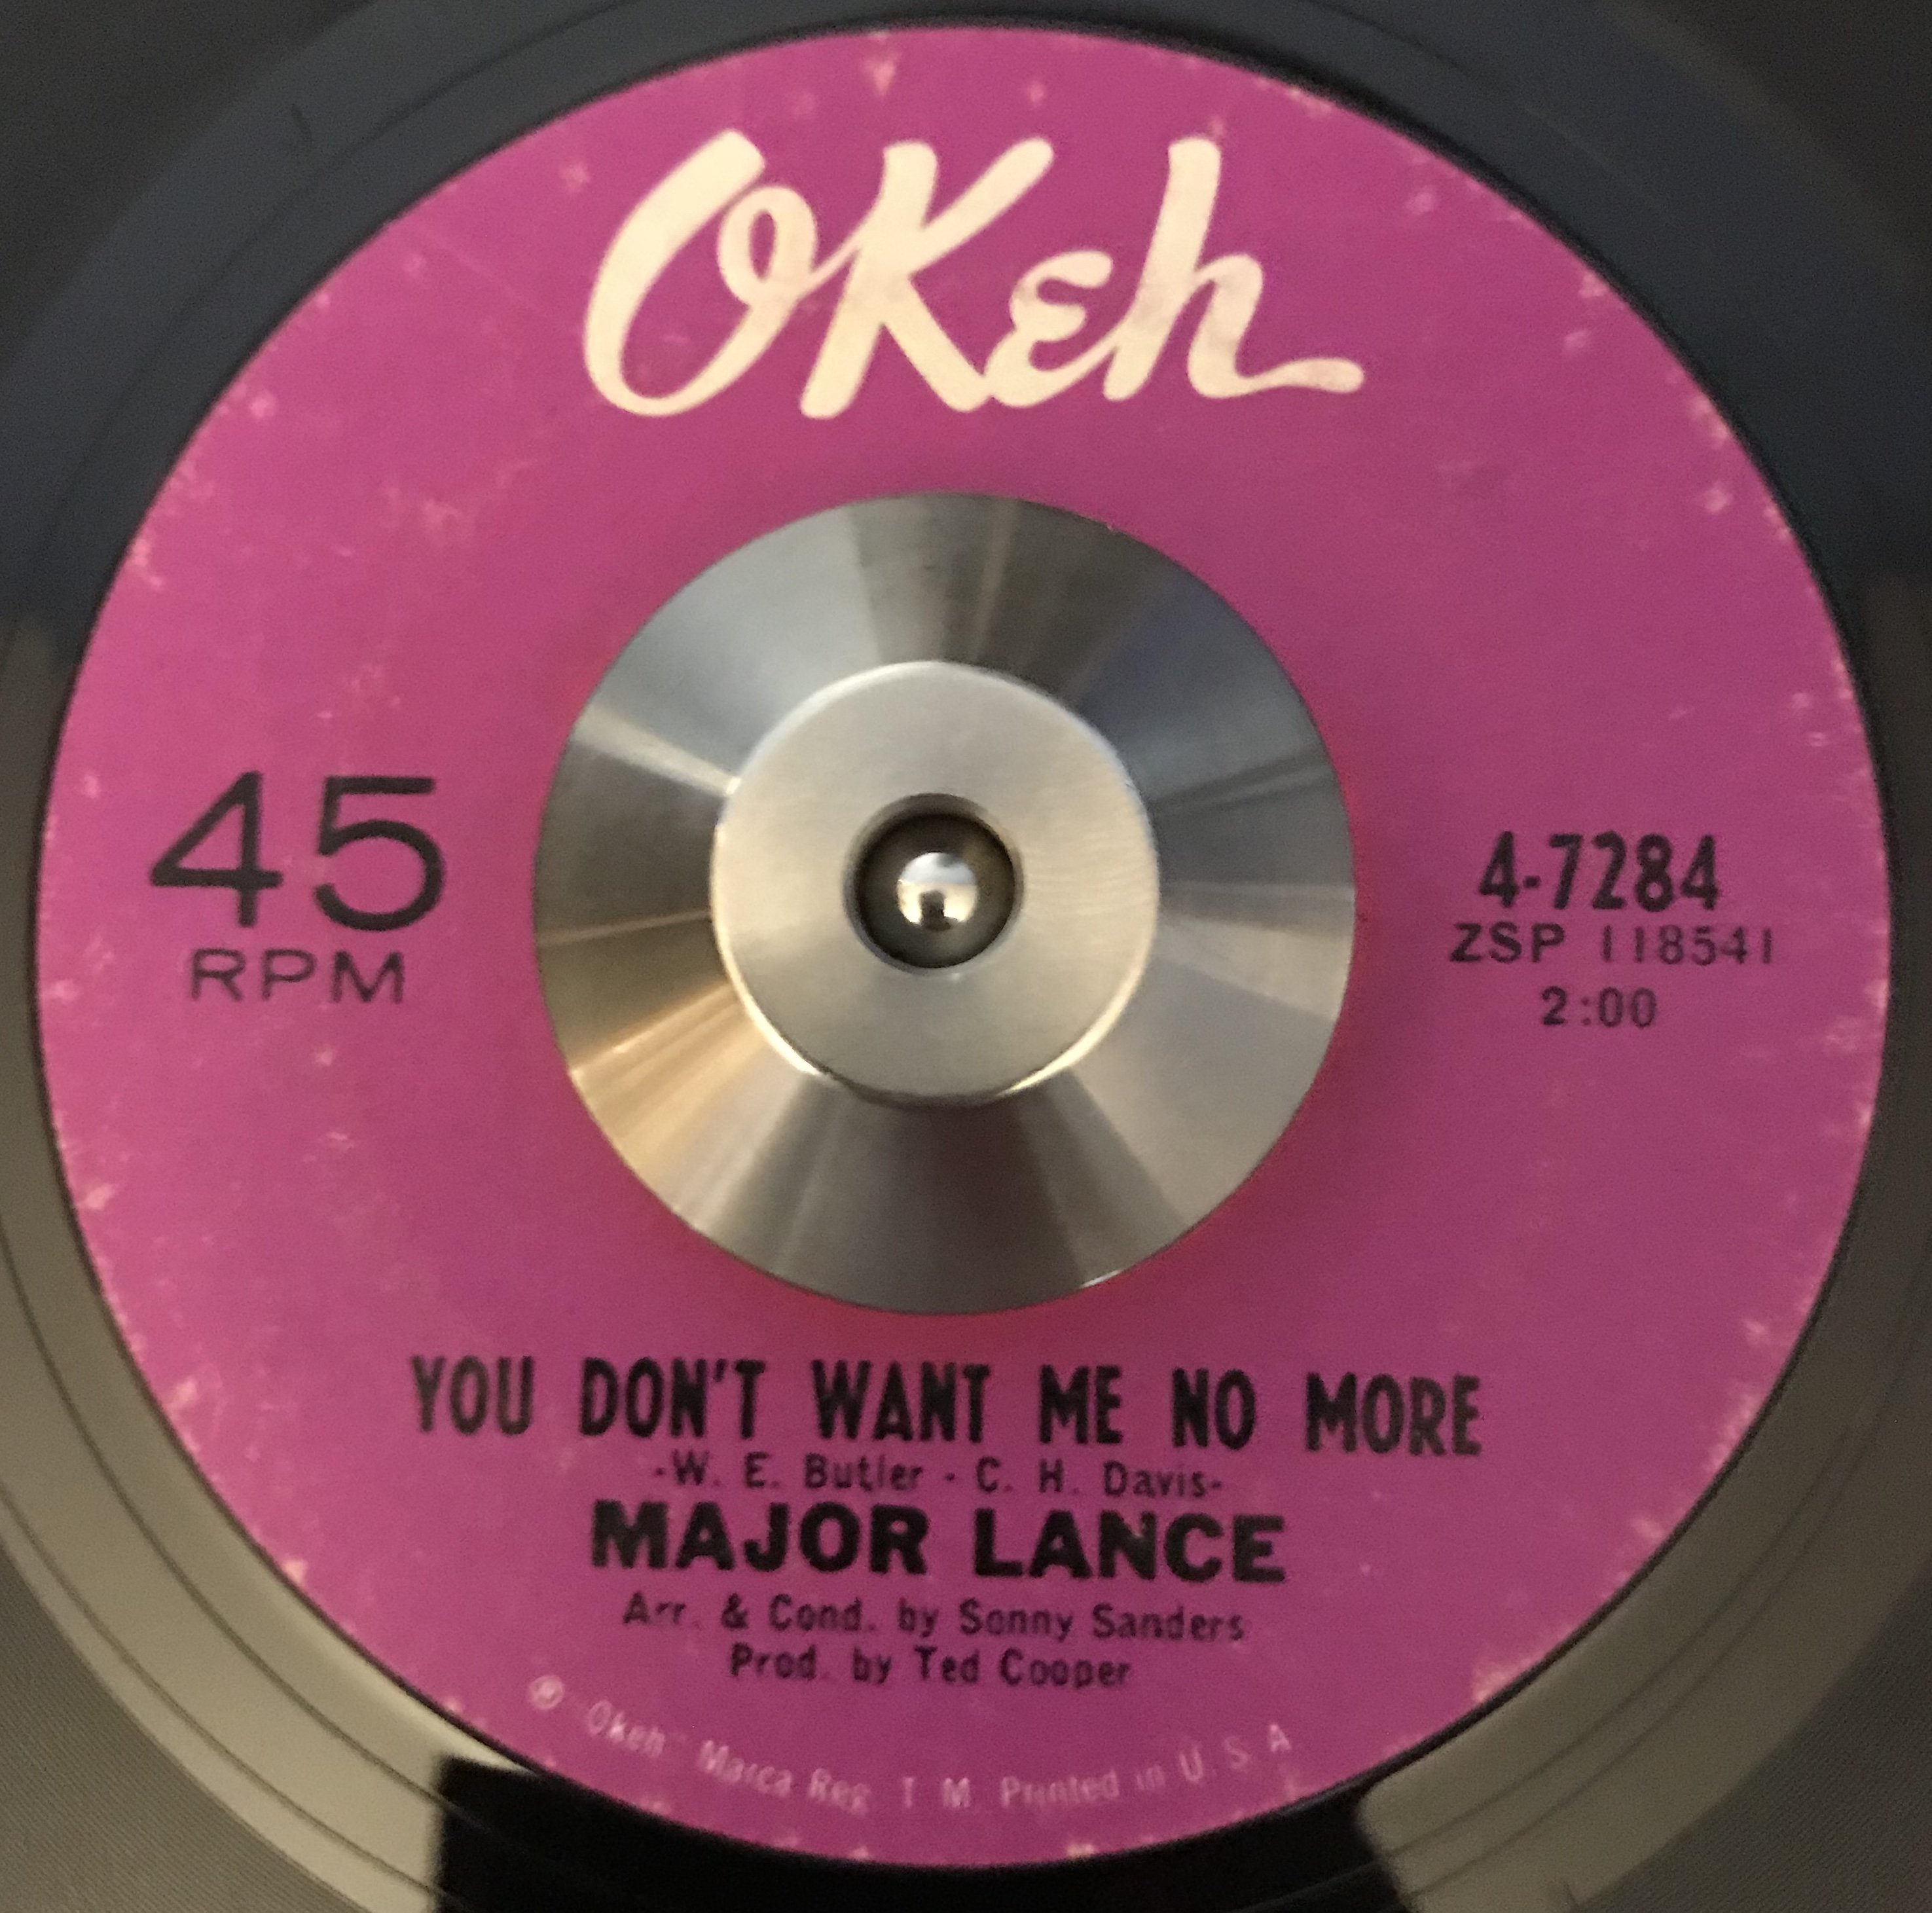 OKeh
45
RPM
4-7284
ZSP 118541
2:00
YOU DON'T WANT ME NO MORE
-W. E. Butler - C. H. Davis-
MAJOR LANCE
Arr. & Cond. by Sonny Sanders
Prod. by Ted Cooper
® "Okeh" Marca Reg. T. M. Printed in U. S. A.